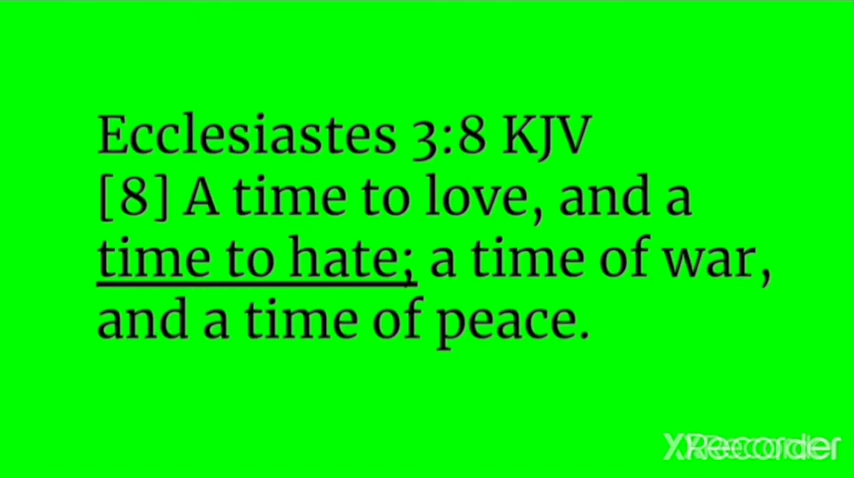 Ecclesiastes 3:8 KJV
[8] A time to love, and a
time to hate; a time of war,
and a time of peace.
XRecorder